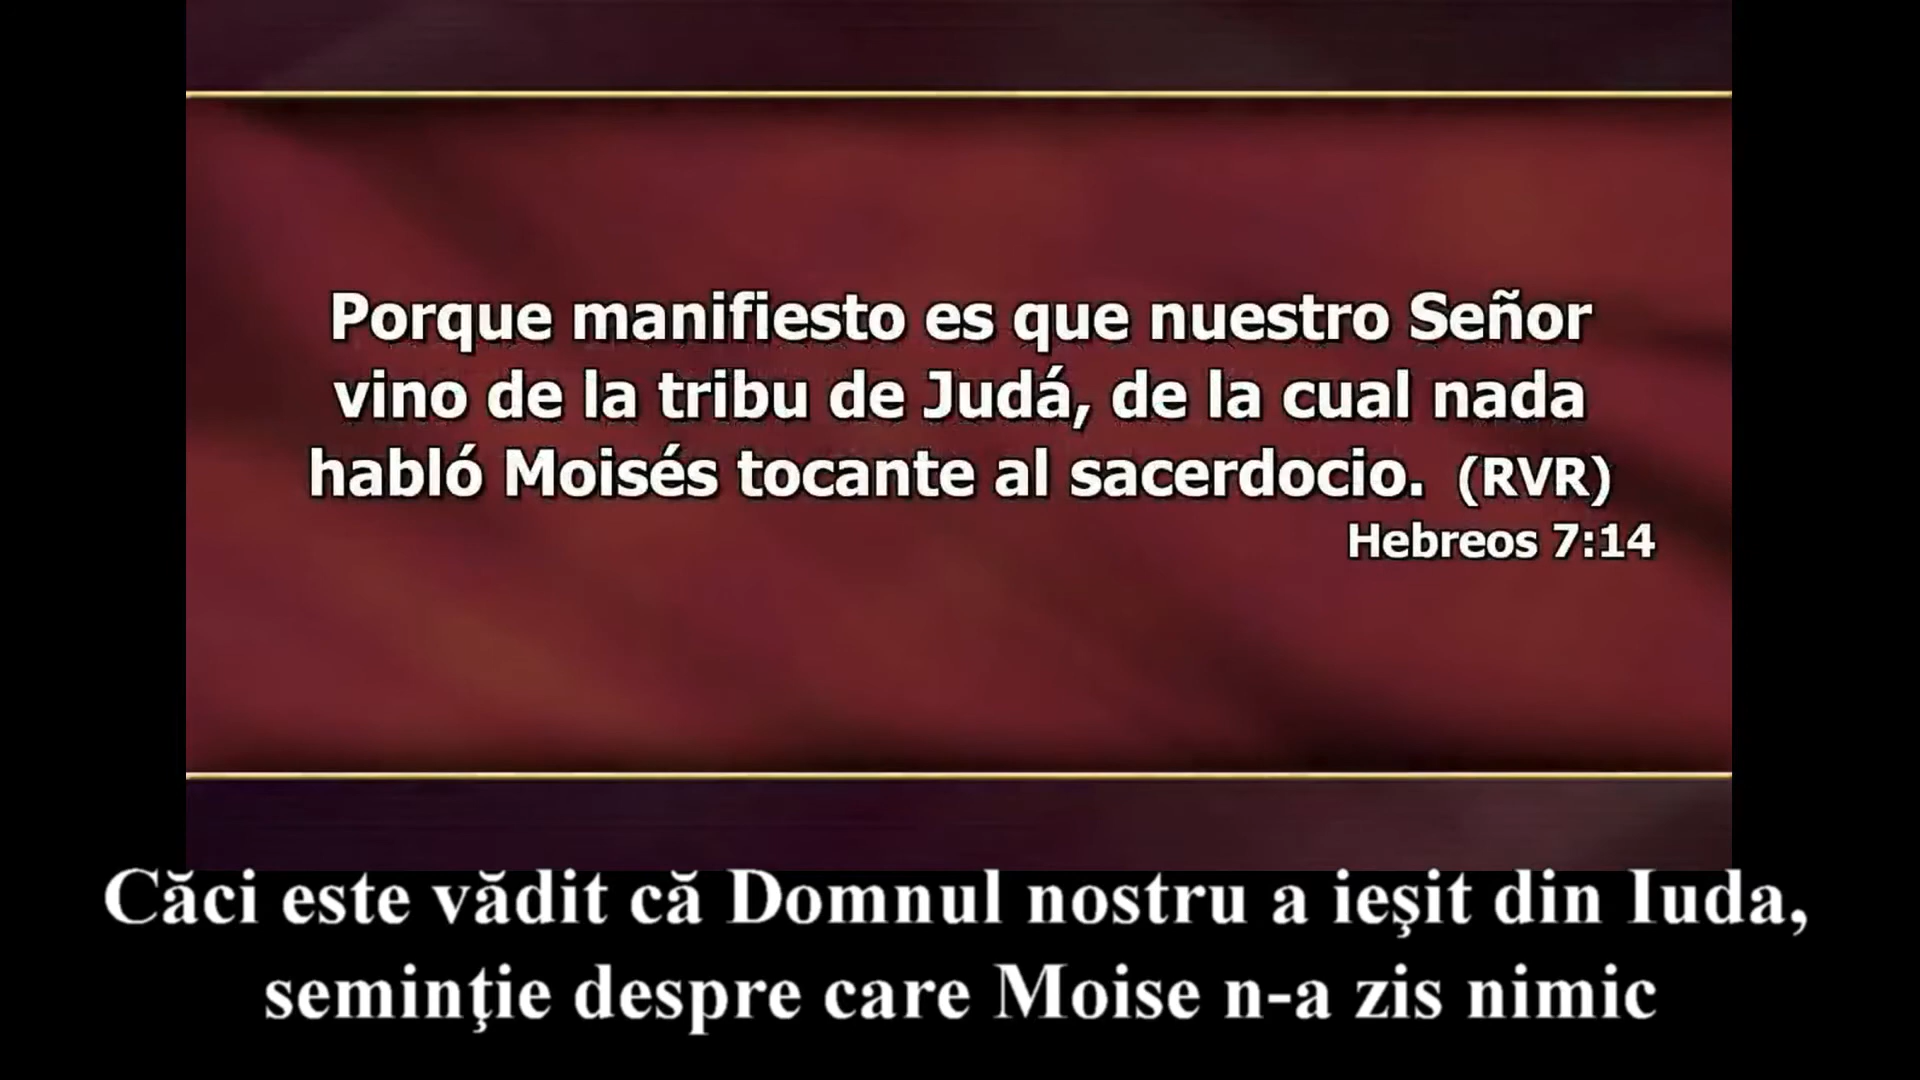 Porque manifiesto es que nuestro Señor
vino de la tribu de Judá, de la cual nada
habló Moisés tocante al sacerdocio. (RVR)
Hebreos 7:14
Căci este vădit că Domnul nostru a ieşit din Iuda,
seminţie despre care Moise n-a zis nimic